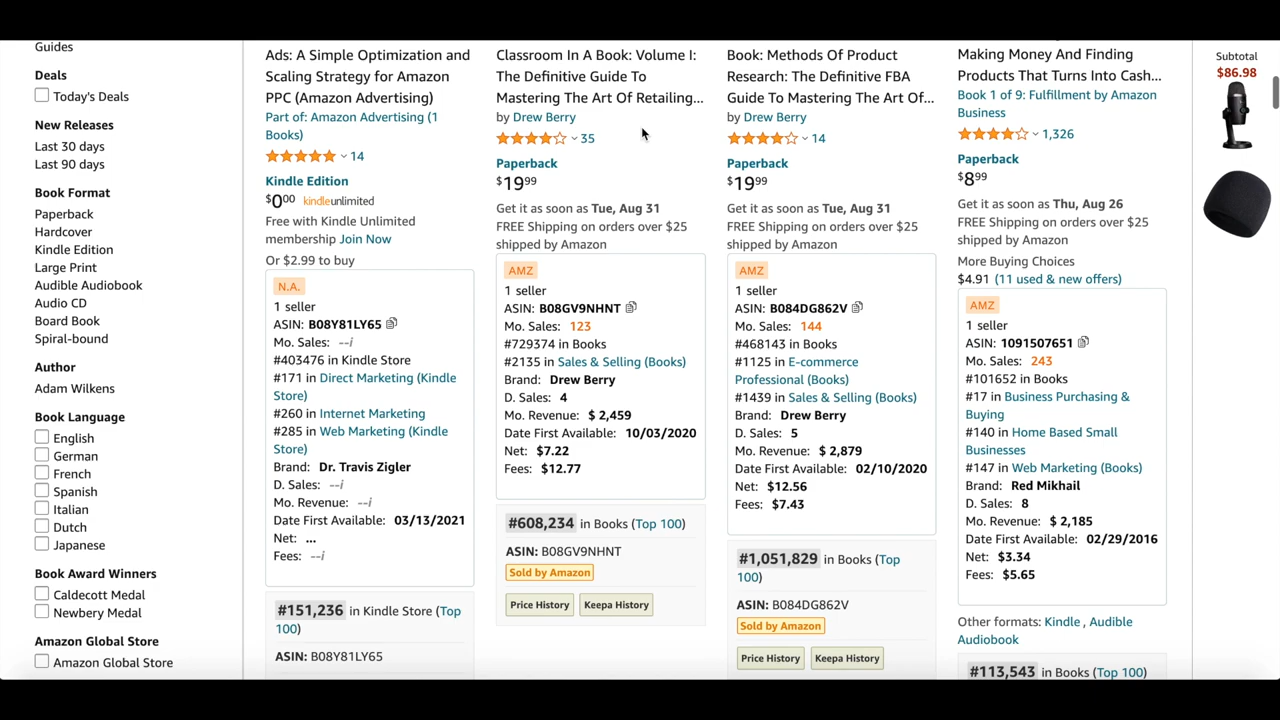 Guides
Deals
Today's Deals
New Releases
Last 30 days
Last 90 days
Book Format
Paperback
Hardcover
Kindle Edition
Large Print
Audible Audiobook
Audio CD
Board Book
Spiral-bound
Author
Adam Wilkens
Book Language
English
German
French
Spanish
Italian
Dutch
Japanese
Book Award Winners
Caldecott Medal
Newbery Medal
Amazon Global Store
Amazon Global Store
Ads: A Simple Optimization and
Scaling Strategy for Amazon
PPC (Amazon Advertising)
Part of: Amazon Advertising (1
Books)
14
Kindle Edition
$000 kindleunlimited
Free with Kindle Unlimited
membership Join Now
Or $2.99 to buy
N.A.
1 seller
ASIN: B08Y81LY65
Mo. Sales: --i
#403476 in Kindle Store
#171 in Direct Marketing (Kindle
Store)
#260 in Internet Marketing
#285 in Web Marketing (Kindle
Store)
Brand: Dr. Travis Zigler
D. Sales: --i
Mo. Revenue: --i
Date First Available: 03/13/2021
Net: ...
Fees: --i
#151,236 in Kindle Store (Top
100)
ASIN: B08Y81LY65
Classroom In A Book: Volume I:
The Definitive Guide To
Mastering The Art Of Retailing...
by Drew Berry
35
Paperback
$1999
Get it as soon as Tue, Aug 31
FREE Shipping on orders over $25
shipped by Amazon
AMZ
1 seller
ASIN: B08GV9NHNT
Mo. Sales: 123
#729374 in Books
#2135 in Sales & Selling (Books)
Brand: Drew Berry
D. Sales: 4
Mo. Revenue: $ 2,459
Date First Available: 10/03/2020
Net: $7.22
Fees: $12.77
#608,234 in Books (Top 100)
ASIN: B08GV9NHNT
Sold by Amazon
Price History Keepa History
Book: Methods Of Product
Research: The Definitive FBA
Guide To Mastering The Art Of...
by Drew Berry
14
Paperback
$1999
Get it as soon as Tue, Aug 31
FREE Shipping on orders over $25
shipped by Amazon
AMZ
1 seller
ASIN: B084DG862V
Mo. Sales: 144
#468143 in Books
#1125 in E-commerce
Professional (Books)
#1439 in Sales & Selling (Books)
Brand: Drew Berry
D. Sales: 5
Mo. Revenue: $ 2,879
Date First Available: 02/10/2020
Net: $12.56
Fees: $7.43
#1,051,829 in Books (Top
100)
ASIN: B084DG862V
Sold by Amazon
Price History Keepa History
Making Money And Finding
Products That Turns Into Cash...
Book 1 of 9: Fulfillment by Amazon
Business
1,326
Paperback
$899
Get it as soon as Thu, Aug 26
FREE Shipping on orders over $25
shipped by Amazon
More Buying Choices
$4.91 (11 used & new offers)
AMZ
1 seller
ASIN: 1091507651
Mo. Sales: 243
#101652 in Books
#17 in Business Purchasing &
Buying
#140 in Home Based Small
Businesses
#147 in Web Marketing (Books)
Brand: Red Mikhail
D. Sales: 8
Mo. Revenue: $ 2,185
Date First Available: 02/29/2016
Net: $3.34
Fees: $5.65
Other formats: Kindle , Audible
Audiobook
#113,543 in Books (Top 100)
Subtotal
$86.98